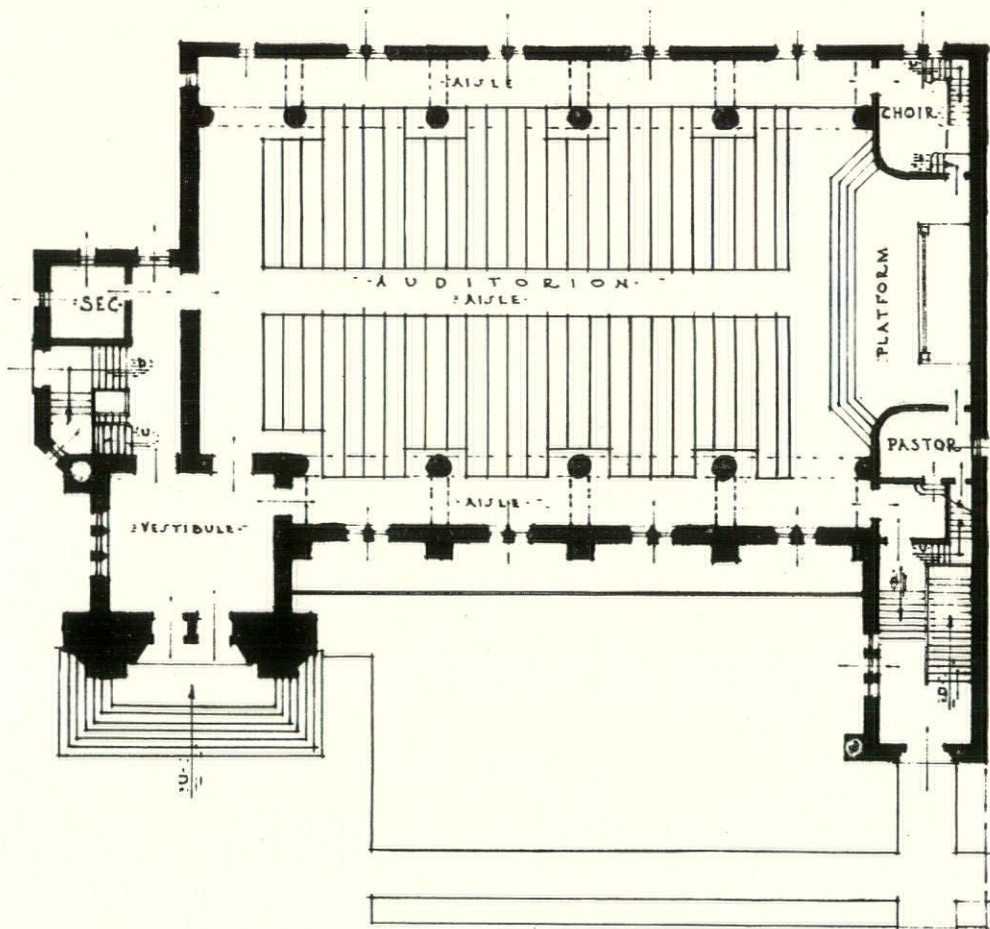 AISLE
CHOIR
AUDITORION
AISLE
SEC
PLATFORM
D
U
PASTOR
AISLE
VESTIBULE
U
D
D
U